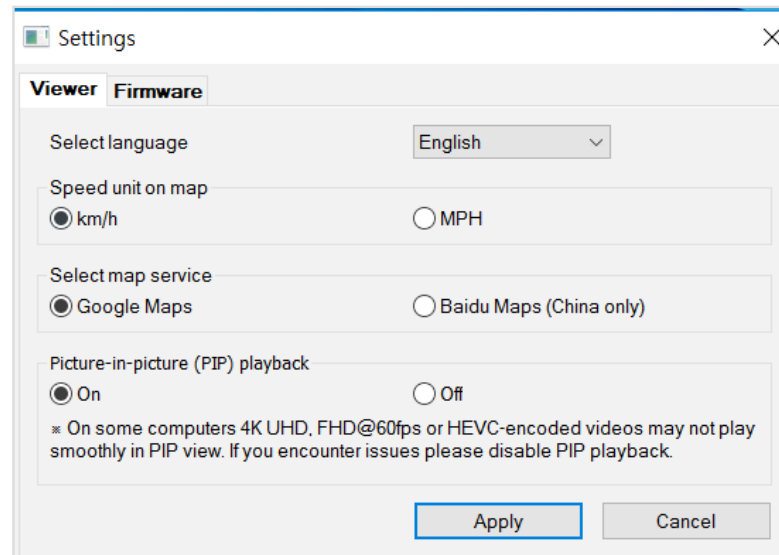 Settings
Viewer Firmware
Select language English
Speed unit on map
km/h MPH
Select map service
Google Maps Baidu Maps (China only)
Picture-in-picture (PIP) playback
On Off
※ On some computers 4K UHD, FHD@60fps or HEVC-encoded videos may not play
smoothly in PIP view. If you encounter issues please disable PIP playback.
Apply Cancel